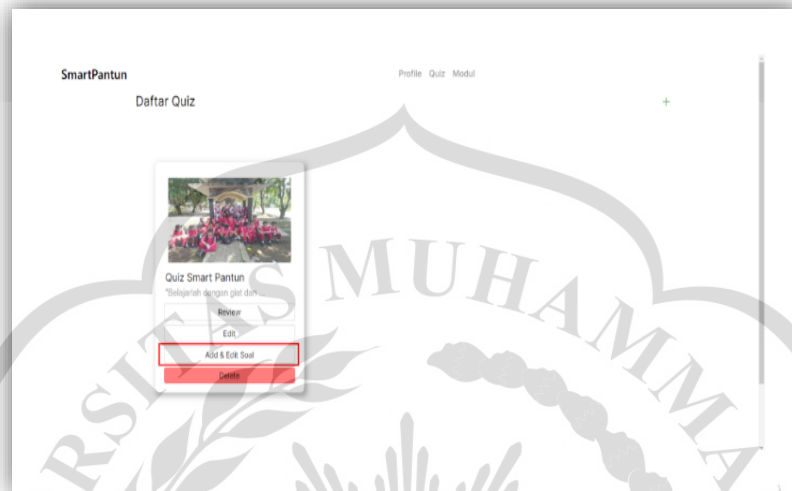 SmartPantun
Profile Quiz Modul
Daftar Quiz
+
Quiz Smart Pantun
"Belajarlah dengan giat dan ...
Review
Edit
Add & Edit Soal
Delete
RSITAS MUHAMMA